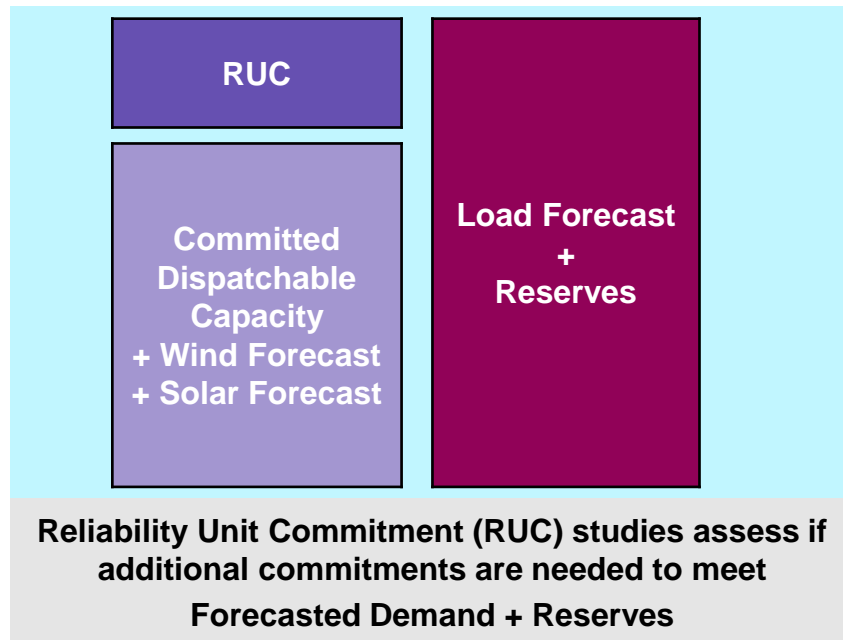 RUC
Committed
Dispatchable
Capacity
+ Wind Forecast
+ Solar Forecast
Load Forecast
+
Reserves
Reliability Unit Commitment (RUC) studies assess if
additional commitments are needed to meet
Forecasted Demand + Reserves